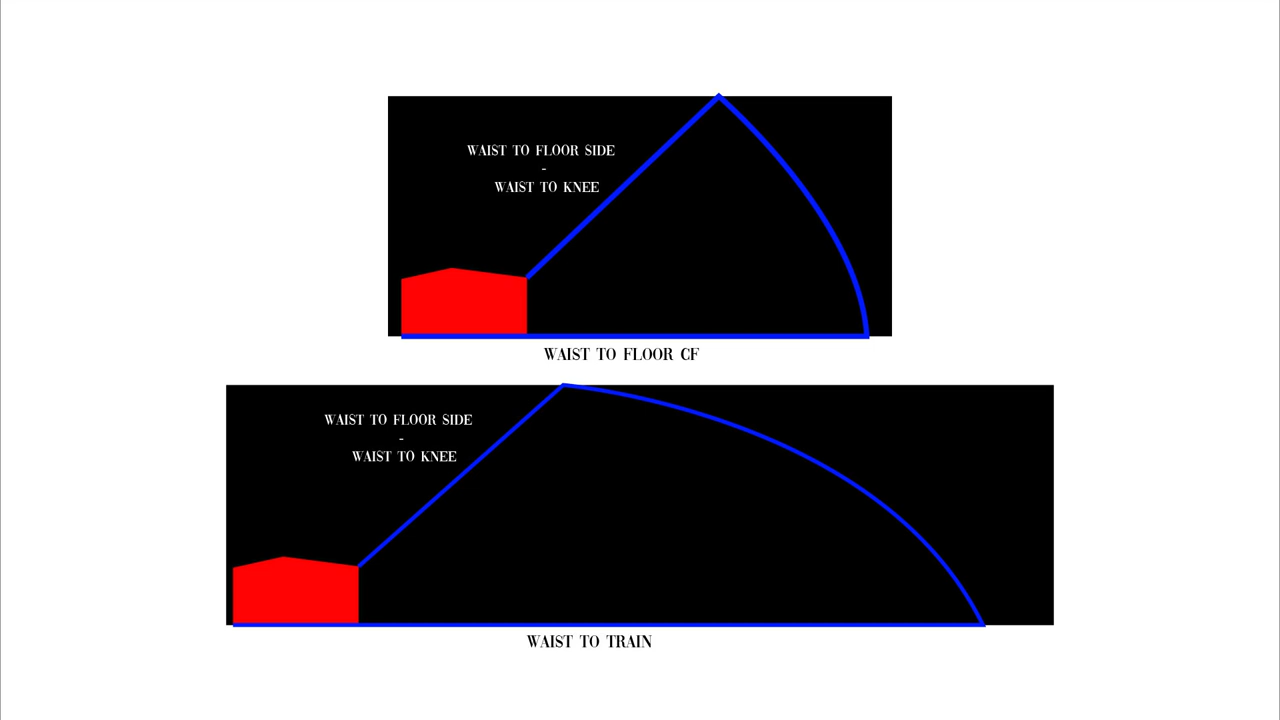 WAIST TO FLOOR SIDE
-
WAIST TO KNEE
WAIST TO FLOOR CF
WAIST TO FLOOR SIDE
-
WAIST TO KNEE
WAIST TO TRAIN